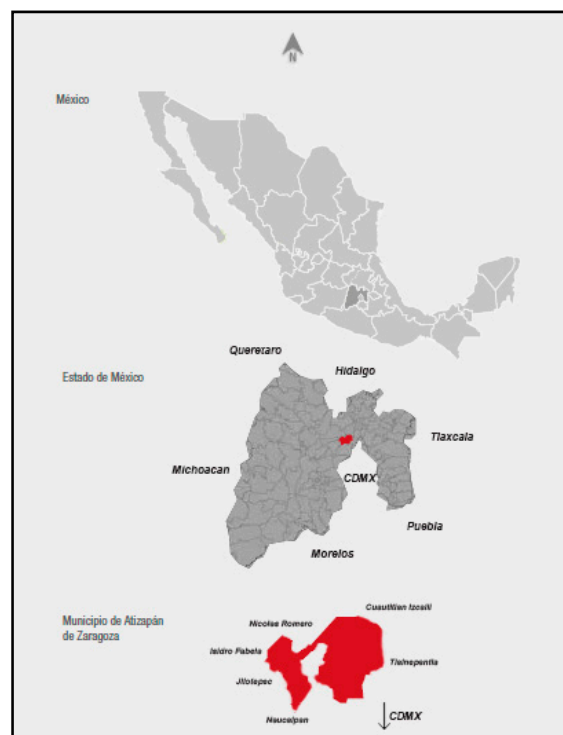 N
México
Queretaro
Hidalgo
Estado de México
Tlaxcala
Michoacan
CDMX
Puebla
Morelos
Municipio de Atizapán
de Zaragoza
Cuautitlan Izcalli
Nicolas Romero
Isidro Fabela
Tlalnepantla
Jilotepec
Naucalpan
CDMX